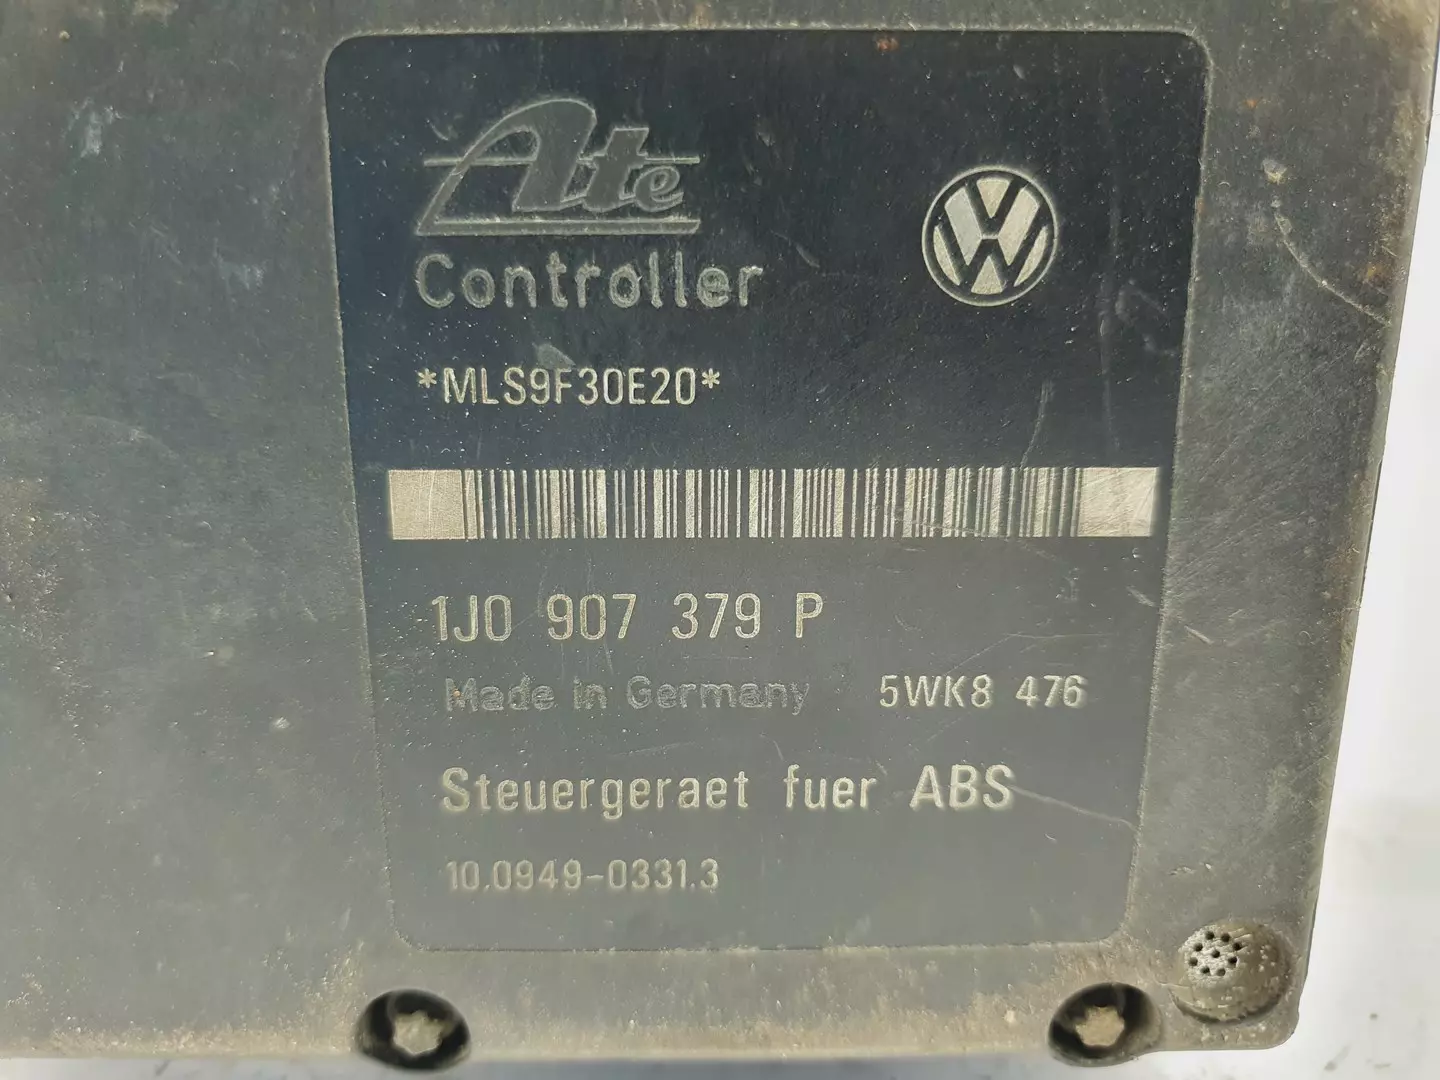 Ate
Controller
*MLS9F30E20*
1J0 907 379 P
Made in Germany 5WK8 476
Steuergeraet fuer ABS
10.0949-0331.3